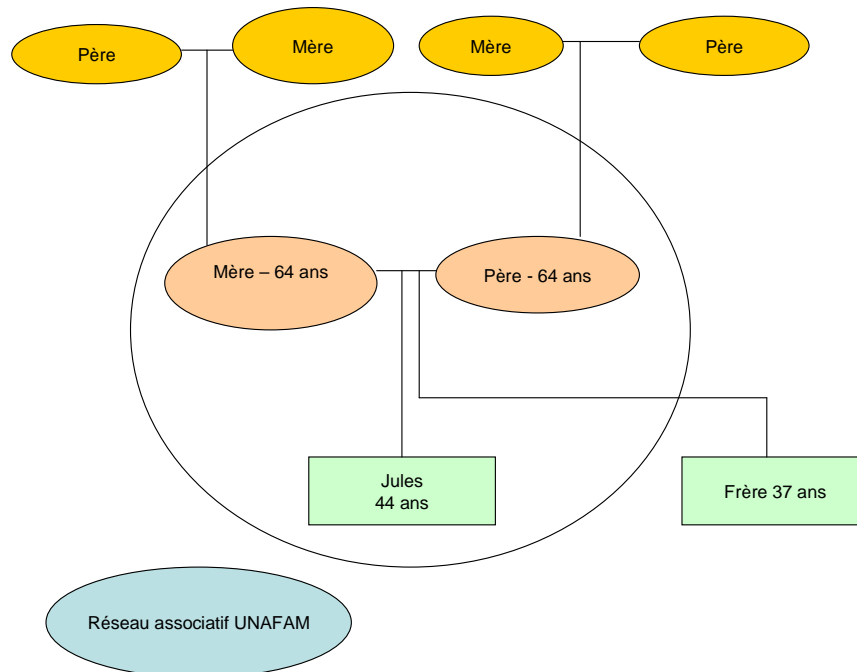 Père
Mère
Mère
Père
Mère – 64 ans
Père - 64 ans
Jules
44 ans
Frère 37 ans
Réseau associatif UNAFAM